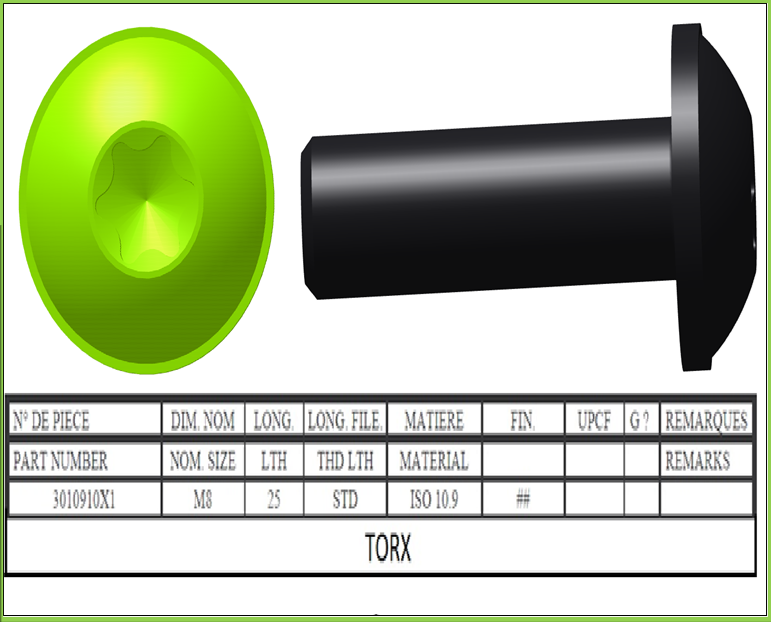 N° DE PIECE DIM. NOM LONG. LONG. FILE. MATIERE FIN. UPCF G ? REMARQUES
PART NUMBER NOM. SIZE LTH THD LTH MATERIAL REMARKS
3010910X1 M8 25 STD ISO 10.9 ##
TORX